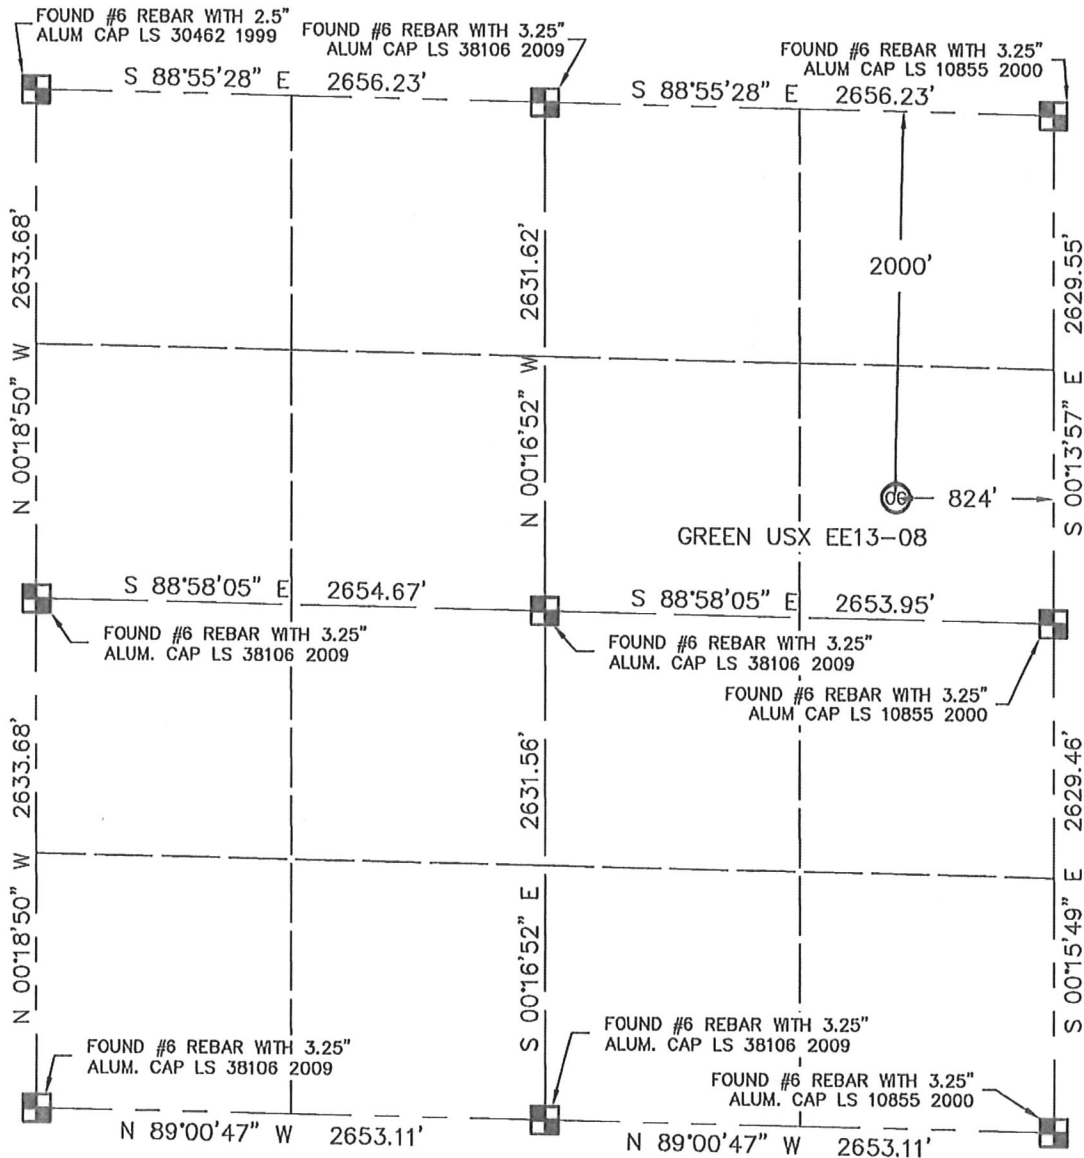 FOUND #6 REBAR WITH 2.5"
ALUM CAP LS 30462 1999
FOUND #6 REBAR WITH 3.25"
ALUM CAP LS 38106 2009
FOUND #6 REBAR WITH 3.25"
ALUM CAP LS 10855 2000
S 88°55'28" E 2656.23'
S 88°55'28" E 2656.23'
N 00°18'50" W 2633.68'
N 00°16'52" W 2631.62'
2000'
S 00°13'57" E 2629.55'
06
824'
GREEN USX EE13-08
S 88°58'05" E 2654.67'
S 88°58'05" E 2653.95'
FOUND #6 REBAR WITH 3.25"
ALUM. CAP LS 38106 2009
FOUND #6 REBAR WITH 3.25"
ALUM. CAP LS 38106 2009
FOUND #6 REBAR WITH 3.25"
ALUM CAP LS 10855 2000
N 00°18'50" W 2633.68'
S 00°16'52" E 2631.56'
S 00°15'49" E 2629.46'
FOUND #6 REBAR WITH 3.25"
ALUM. CAP LS 38106 2009
FOUND #6 REBAR WITH 3.25"
ALUM. CAP LS 38106 2009
FOUND #6 REBAR WITH 3.25"
ALUM. CAP LS 10855 2000
N 89°00'47" W 2653.11'
N 89°00'47" W 2653.11'